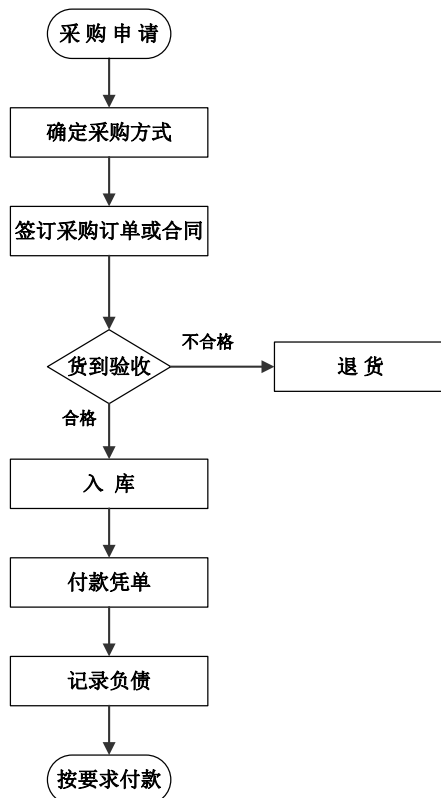 采购申请
确定采购方式
签订采购订单或合同
货到验收
不合格
退货
合格
入库
付款凭单
记录负债
按要求付款